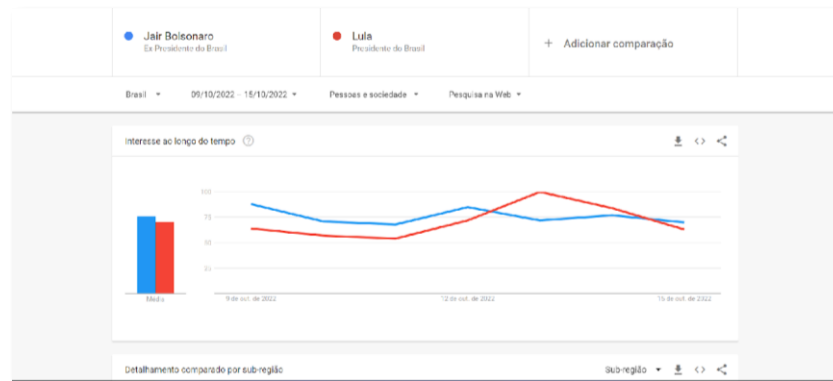 Jair Bolsonaro
Ex-Presidente do Brasil
Lula
Presidente do Brasil
+ Adicionar comparação
Brasil
09/10/2022 – 15/10/2022
Pessoas e sociedade
Pesquisa na Web
Interesse ao longo do tempo
100
75
50
25
Média
9 de out. de 2022
12 de out. de 2022
15 de out. de 2022
Detalhamento comparado por sub-região
Sub-região